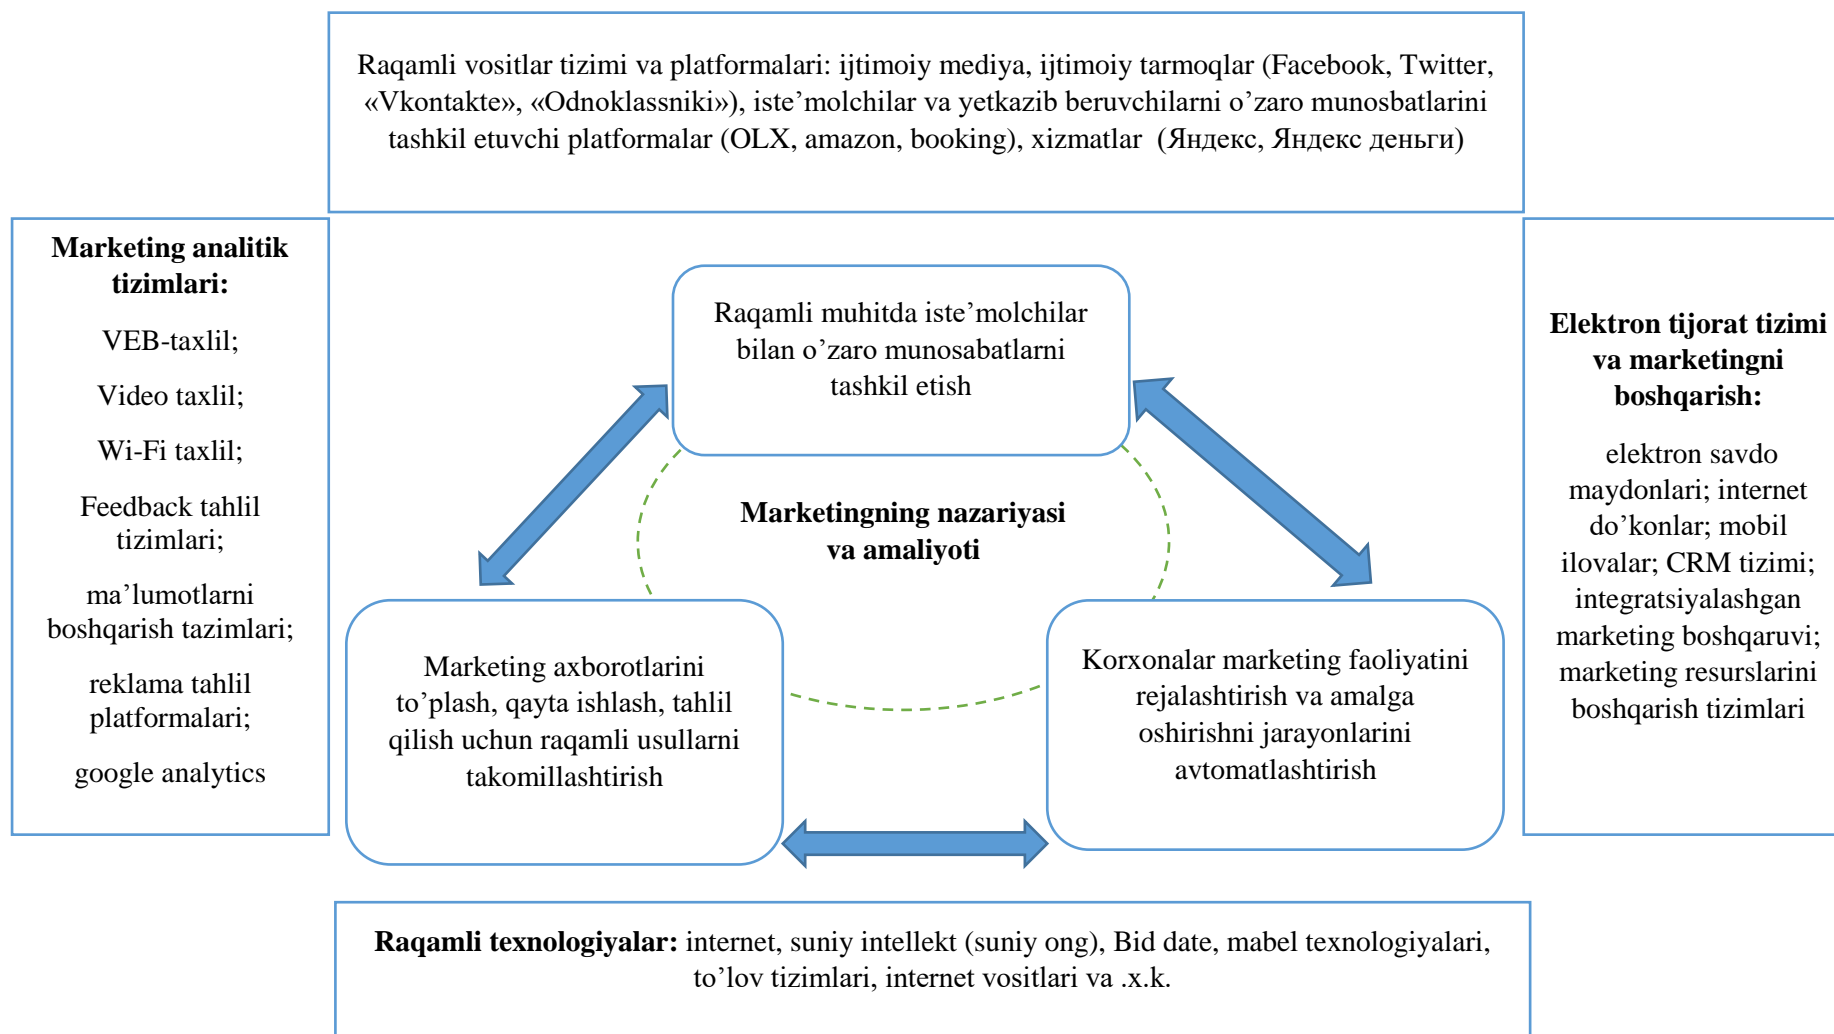 Raqamli vositlar tizimi va platformalari: ijtimoiy mediya, ijtimoiy tarmoqlar (Facebook, Twitter,
«Vkontakte», «Odnoklassniki»), iste’molchilar va yetkazib beruvchilarni o’zaro munosbatlarini
tashkil etuvchi platformalar (OLX, amazon, booking), xizmatlar (Яндекс, Яндекс деньги)
Marketing analitik
tizimlari:
VEB-taxlil;
Video taxlil;
Wi-Fi taxlil;
Feedback tahlil
tizimlari;
ma’lumotlarni
boshqarish tazimlari;
reklama tahlil
platformalari;
google analytics
Raqamli muhitda iste’molchilar
bilan o’zaro munosabatlarni
tashkil etish
Marketingning nazariyasi
va amaliyoti
Marketing axborotlarini
to’plash, qayta ishlash, tahlil
qilish uchun raqamli usullarni
takomillashtirish
Korxonalar marketing faoliyatini
rejalashtirish va amalga
oshirishni jarayonlarini
avtomatlashtirish
Elektron tijorat tizimi
va marketingni
boshqarish:
elektron savdo
maydonlari; internet
do’konlar; mobil
ilovalar; CRM tizimi;
integratsiyalashgan
marketing boshqaruvi;
marketing resurslarini
boshqarish tizimlari
Raqamli texnologiyalar: internet, suniy intellekt (suniy ong), Bid date, mabel texnologiyalari,
to’lov tizimlari, internet vositlari va .x.k.